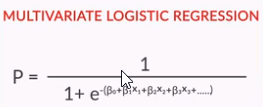 MULTIVARIATE LOGISTIC REGRESSION
P = 1
1+ e^-(β₀+β₁x₁+β₂x₂+β₃x₃+.....)